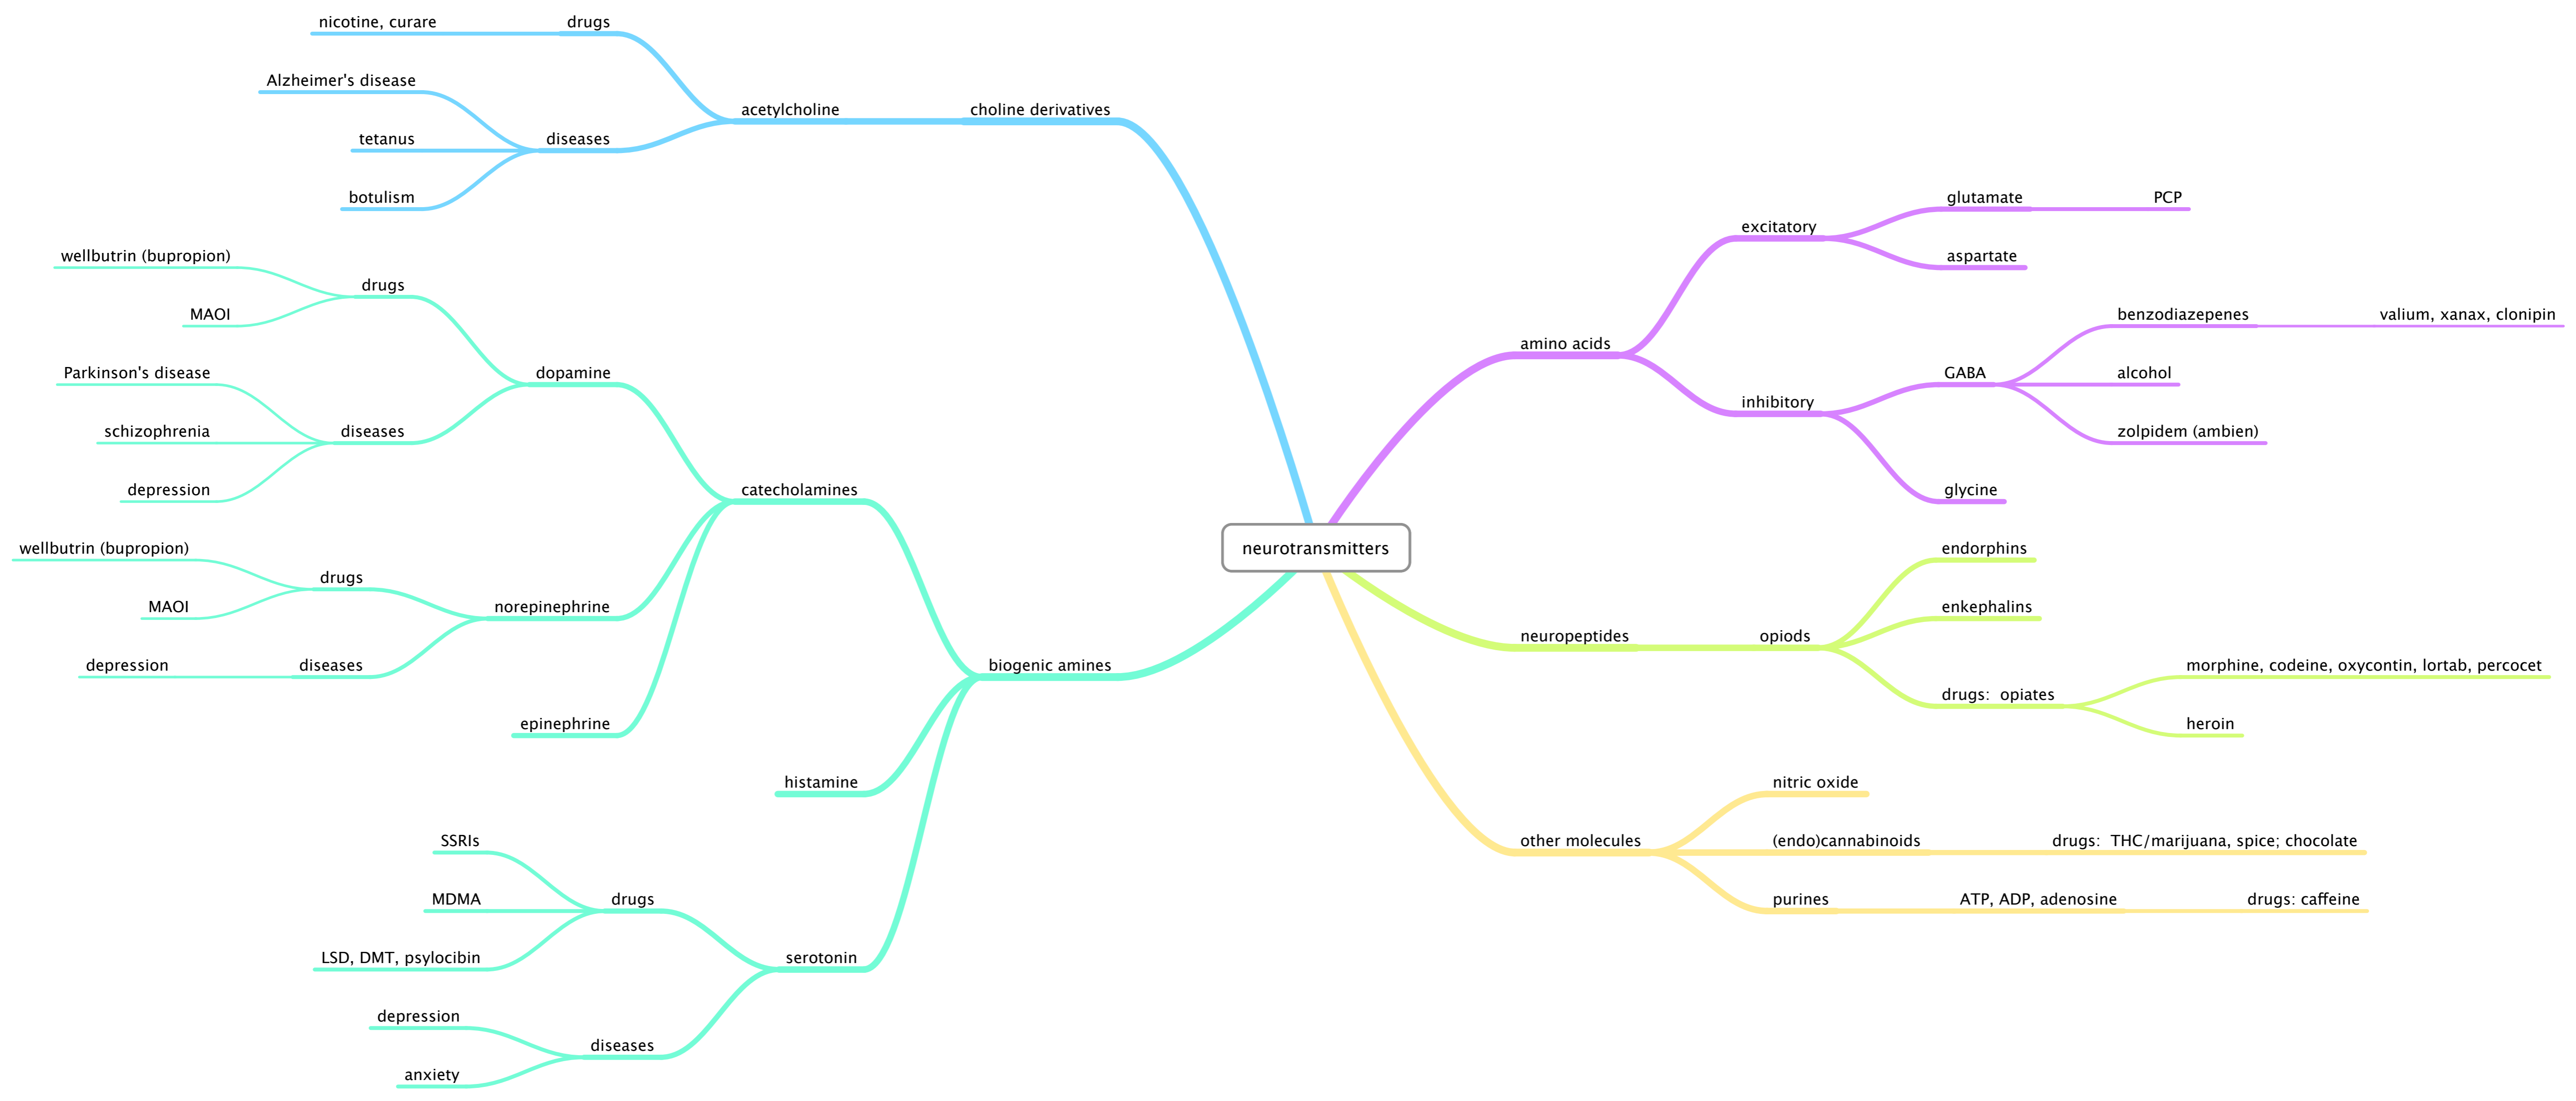 neurotransmitters
choline derivatives
acetylcholine
drugs
nicotine, curare
diseases
Alzheimer's disease
tetanus
botulism
biogenic amines
catecholamines
dopamine
drugs
wellbutrin (bupropion)
MAOI
diseases
Parkinson's disease
schizophrenia
depression
norepinephrine
drugs
wellbutrin (bupropion)
MAOI
diseases
depression
epinephrine
histamine
serotonin
drugs
SSRIs
MDMA
LSD, DMT, psylocibin
diseases
depression
anxiety
amino acids
excitatory
glutamate
PCP
aspartate
inhibitory
GABA
benzodiazepenes
valium, xanax, clonipin
alcohol
zolpidem (ambien)
glycine
neuropeptides
opiods
endorphins
enkephalins
drugs: opiates
morphine, codeine, oxycontin, lortab, percocet
heroin
other molecules
nitric oxide
(endo)cannabinoids
drugs: THC/marijuana, spice; chocolate
purines
ATP, ADP, adenosine
drugs: caffeine